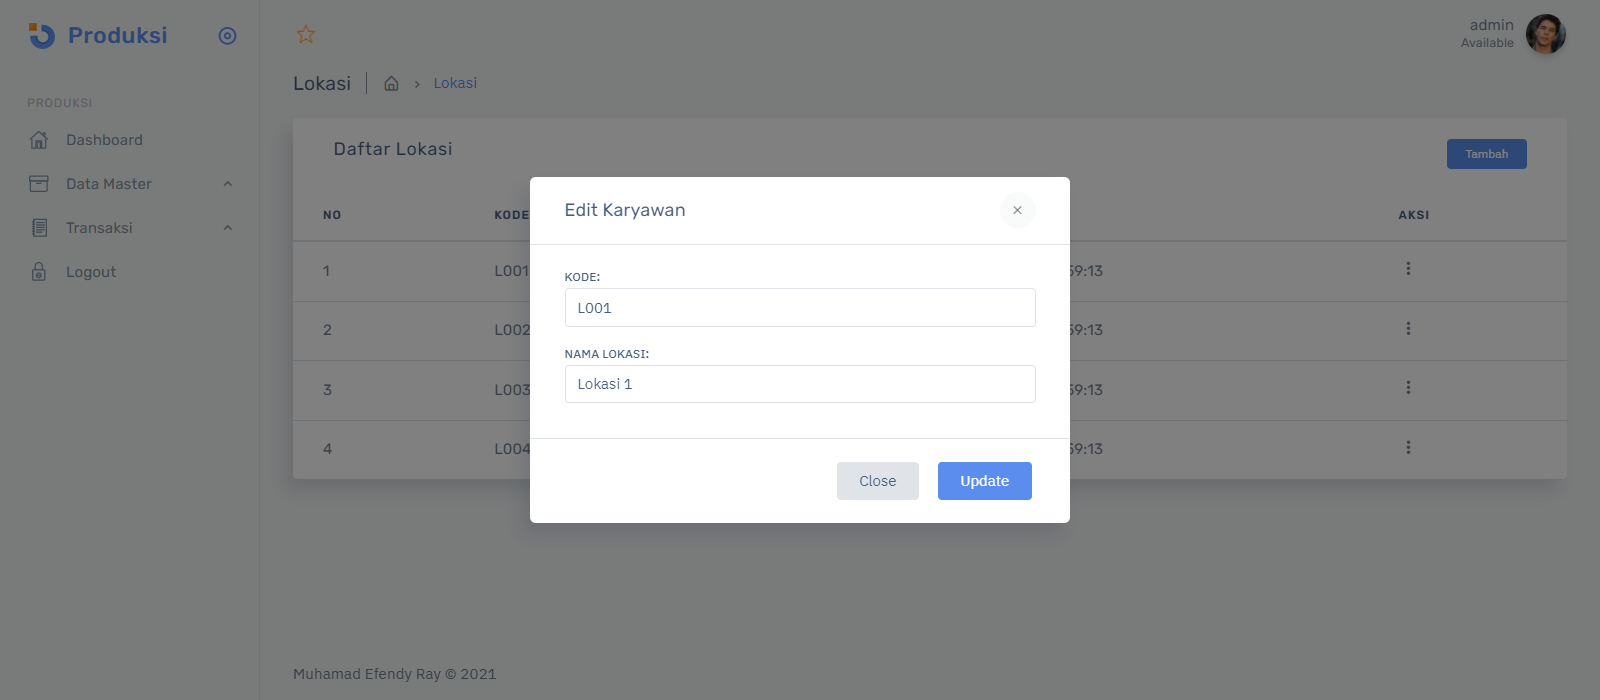 Produksi
admin
Available
Lokasi
Lokasi
PRODUKSI
Dashboard
Data Master
Transaksi
Logout
Daftar Lokasi
Tambah
NO KODE AKSI
1 L001 59:13
2 L002 59:13
3 L003 59:13
4 L004 59:13
Edit Karyawan
KODE:
L001
NAMA LOKASI:
Lokasi 1
Close Update
Muhamad Efendy Ray © 2021